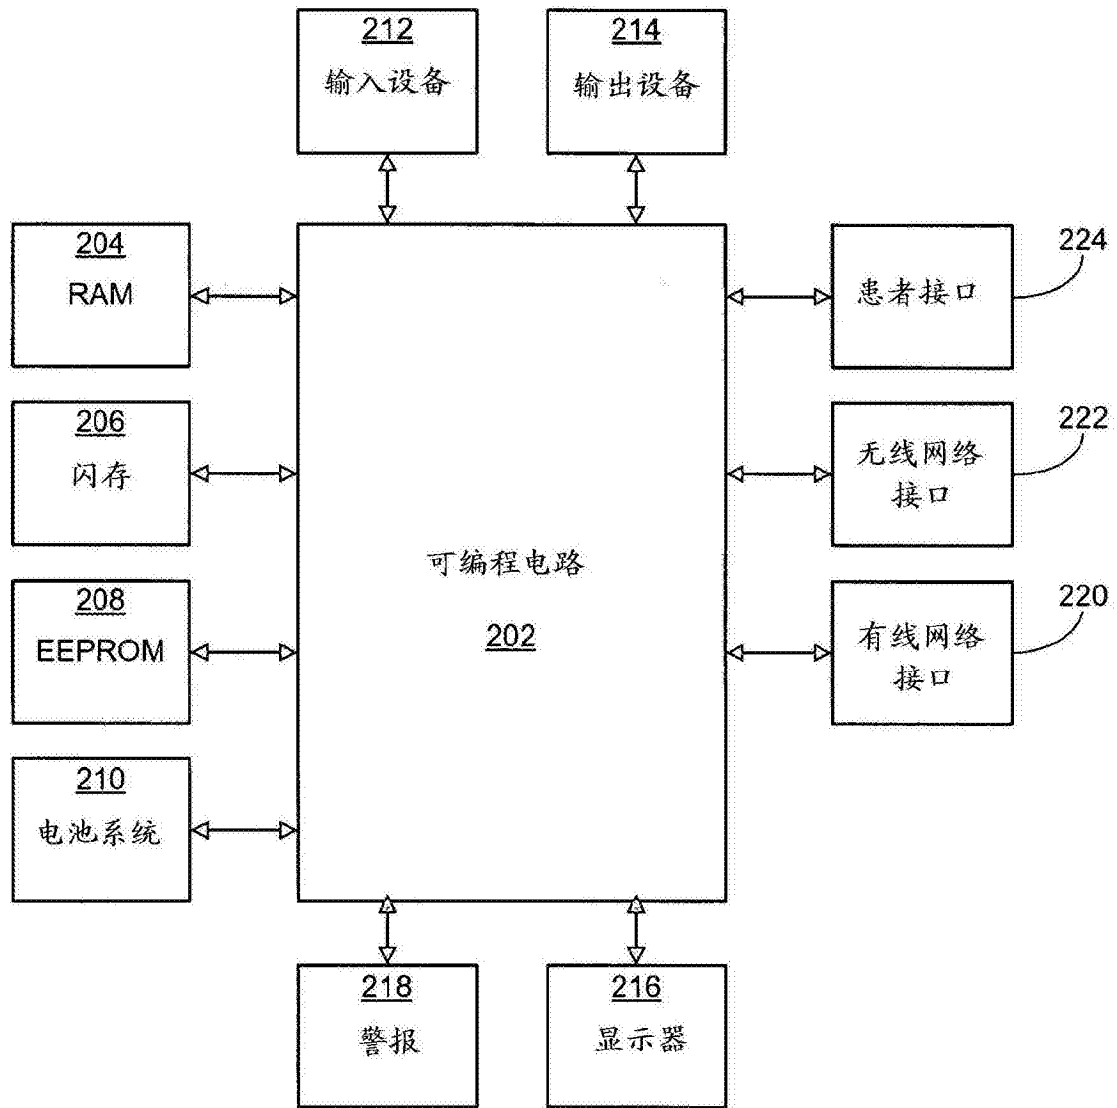 212
输入设备
214
输出设备
204
RAM
患者接口
224
206
闪存
无线网络
接口
222
可编程电路
202
208
EEPROM
有线网络
接口
220
210
电池系统
218
警报
216
显示器